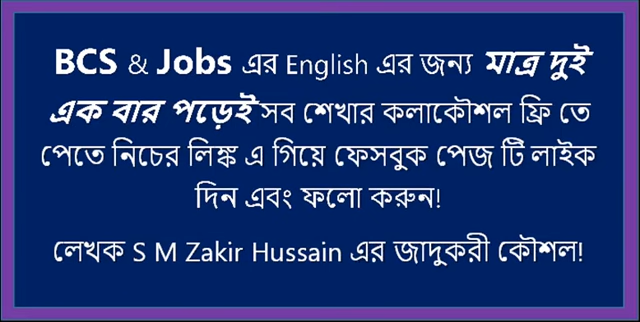 BCS & Jobs এর English এর জন্য মাত্র দুই
এক বার পড়েই সব শেখার কলাকৌশল ফ্রি তে
পেতে নিচের লিঙ্ক এ গিয়ে ফেসবুক পেজ টি লাইক
দিন এবং ফলো করুন!
লেখক S M Zakir Hussain এর জাদুকরী কৌশল!